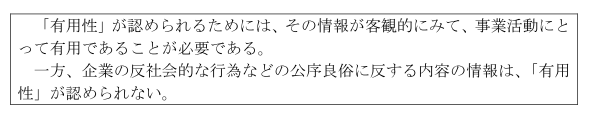 「有用性」が認められるためには、その情報が客観的にみて、事業活動にと
って有用であることが必要である。
一方、企業の反社会的な行為などの公序良俗に反する内容の情報は、「有用
性」が認められない。